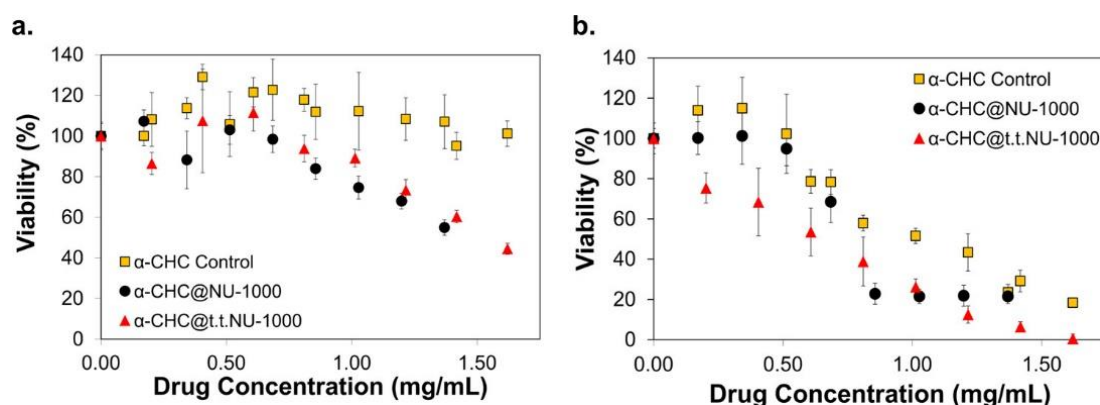 a.
140
120
100
80
60
40
20
0
Viability (%)
α-CHC Control
α-CHC@NU-1000
α-CHC@t.t.NU-1000
0.00
0.50
1.00
1.50
Drug Concentration (mg/mL)
b.
140
120
100
80
60
40
20
0
Viability (%)
α-CHC Control
α-CHC@NU-1000
α-CHC@t.t.NU-1000
0.00
0.50
1.00
1.50
Drug Concentration (mg/mL)